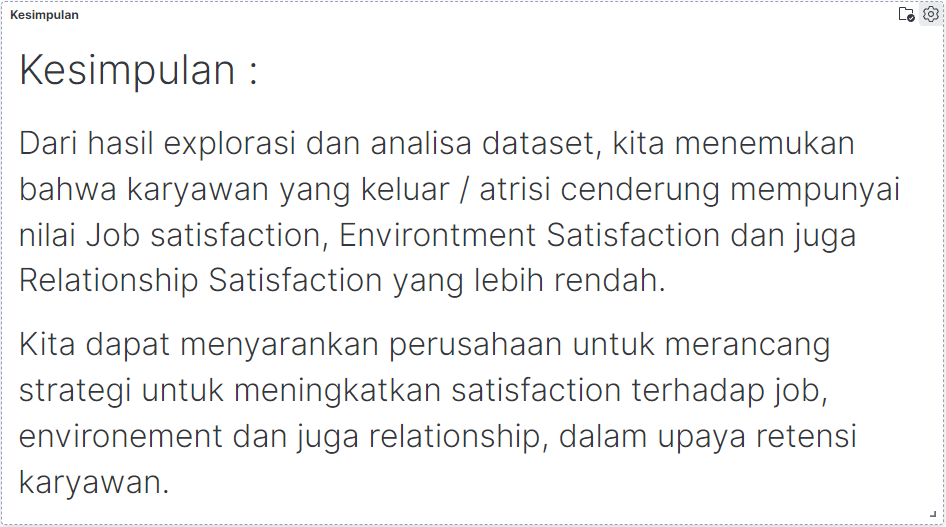 Kesimpulan
Kesimpulan :
Dari hasil explorasi dan analisa dataset, kita menemukan
bahwa karyawan yang keluar / atrisi cenderung mempunyai
nilai Job satisfaction, Environtment Satisfaction dan juga
Relationship Satisfaction yang lebih rendah.
Kita dapat menyarankan perusahaan untuk merancang
strategi untuk meningkatkan satisfaction terhadap job,
environement dan juga relationship, dalam upaya retensi
karyawan.